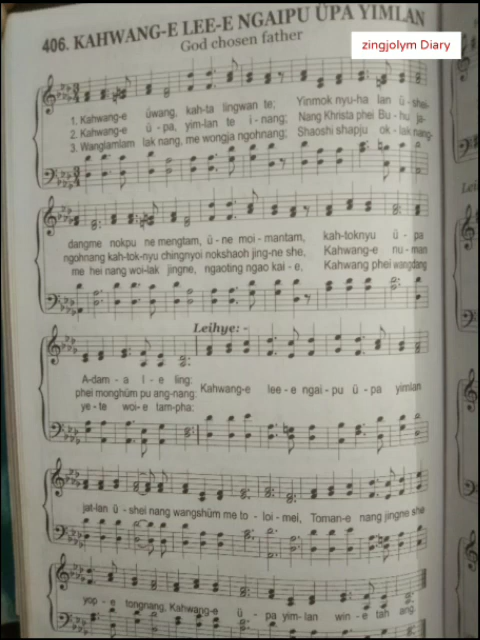 406. KAHWANG-E LEE-E NGAIPU ÜPA YIMLAN
God chosen father
zingjolym Diary
1. Kahwang-e üwang, kah-ta lingwan te; Yinmok nyu-ha lan ü-shei-
2. Kahwang-e ü-pa, yim-lan te i-nang; Nang Khrista phei Bu-hu ja-
3. Wanglamlam lak nang, me wongja ngohnang; Shaoshi shapju ok-lak nang-
dangme nokpu ne mengtam, ü-ne moi-mantam, kah-toknyu ü-pa
ngohnang kah-tok-nyu chingnyoi nokshaoh jing-ne she, Kahwang-e nu-man
me hei nang woi-lak jingne, ngaoting ngao kai-e, Kahwang phei wangdang
Leihye: -
A-dam-a I-e ling:
phei monghüm pu ang-nang: Kahwang-e lee-e ngai-pu ü-pa yimlan
ye-te woi-e tam-pha:
jat-lan ü-shei nang wangshüm me to-loi-mei, Toman-e nang jingne she
yop-e tongnang, Kahwang-e ü-pa yim-lan win-e tah ang.